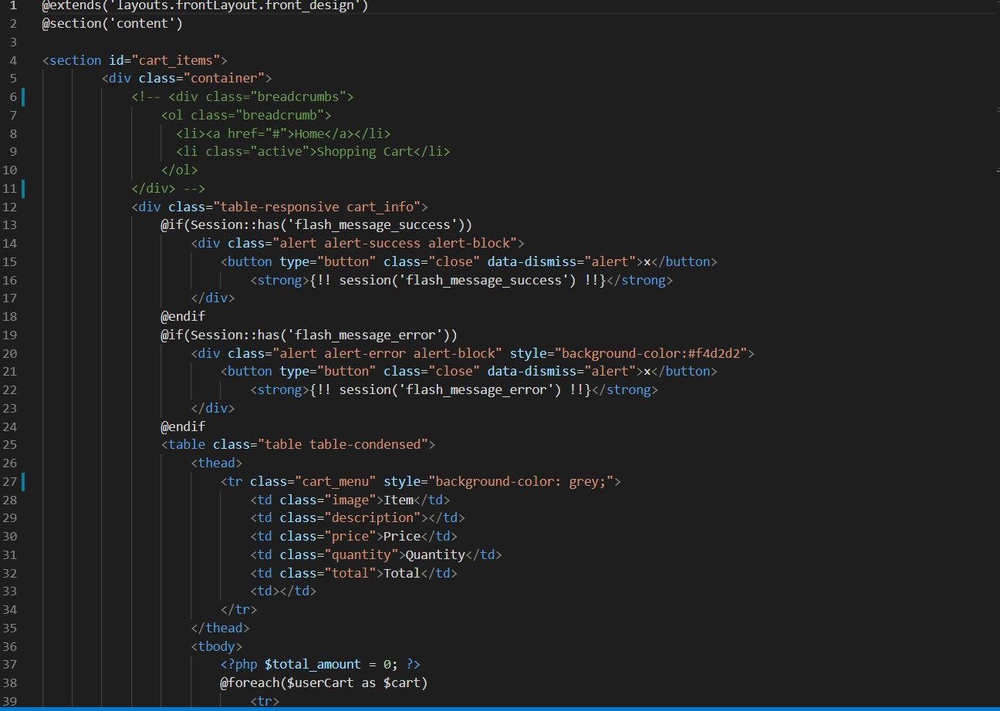 1 @extends('layouts.frontLayout.front_design')
2 @section('content')
3
4 <section id="cart_items">
5 <div class="container">
6 <!-- <div class="breadcrumbs">
7 <ol class="breadcrumb">
8 <li><a href="#">Home</a></li>
9 <li class="active">Shopping Cart</li>
10 </ol>
11 </div> -->
12 <div class="table-responsive cart_info">
13 @if(Session::has('flash_message_success'))
14 <div class="alert alert-success alert-block">
15 <button type="button" class="close" data-dismiss="alert">×</button>
16 <strong>{!! session('flash_message_success') !!}</strong>
17 </div>
18 @endif
19 @if(Session::has('flash_message_error'))
20 <div class="alert alert-error alert-block" style="background-color:#f4d2d2">
21 <button type="button" class="close" data-dismiss="alert">×</button>
22 <strong>{!! session('flash_message_error') !!}</strong>
23 </div>
24 @endif
25 <table class="table table-condensed">
26 <thead>
27 <tr class="cart_menu" style="background-color: grey;">
28 <td class="image">Item</td>
29 <td class="description"></td>
30 <td class="price">Price</td>
31 <td class="quantity">Quantity</td>
32 <td class="total">Total</td>
33 <td></td>
34 </tr>
35 </thead>
36 <tbody>
37 <?php $total_amount = 0; ?>
38 @foreach($userCart as $cart)
39 <tr>